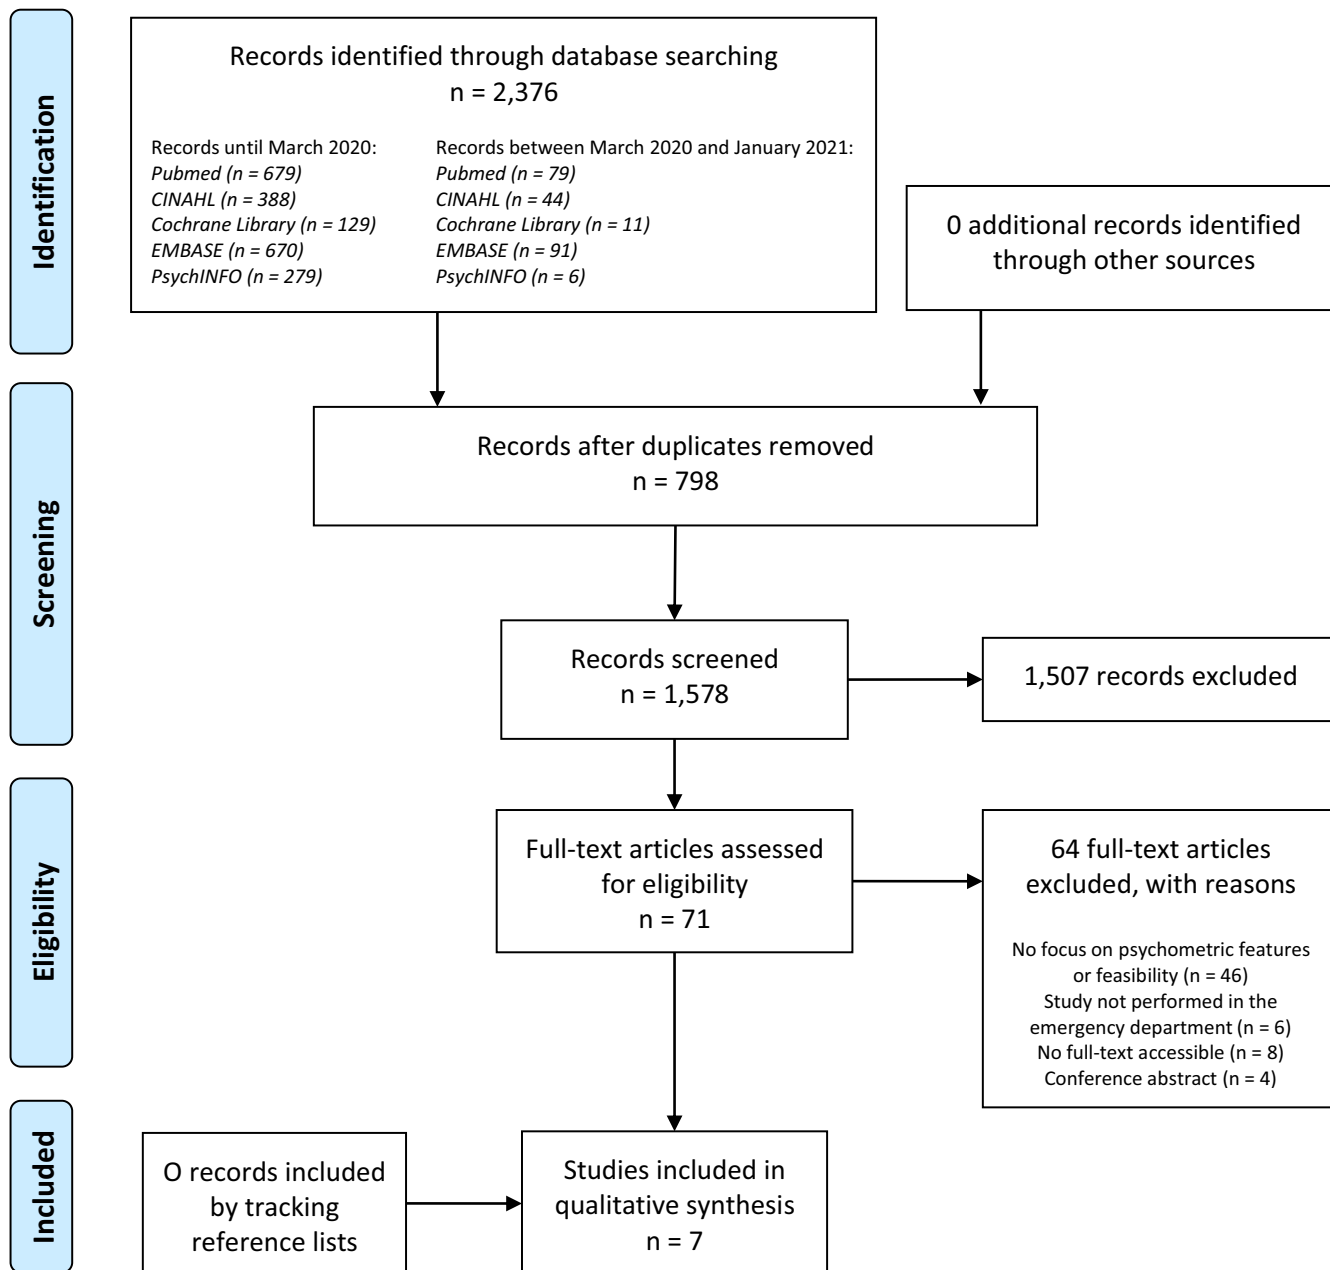 Identification
Records identified through database searching
n = 2,376
Records until March 2020:
Pubmed (n = 679)
CINAHL (n = 388)
Cochrane Library (n = 129)
EMBASE (n = 670)
PsychINFO (n = 279)
Records between March 2020 and January 2021:
Pubmed (n = 79)
CINAHL (n = 44)
Cochrane Library (n = 11)
EMBASE (n = 91)
PsychINFO (n = 6)
0 additional records identified
through other sources
Screening
Records after duplicates removed
n = 798
Records screened
n = 1,578
1,507 records excluded
Eligibility
Full-text articles assessed
for eligibility
n = 71
64 full-text articles
excluded, with reasons
No focus on psychometric features
or feasibility (n = 46)
Study not performed in the
emergency department (n = 6)
No full-text accessible (n = 8)
Conference abstract (n = 4)
Included
O records included
by tracking
reference lists
Studies included in
qualitative synthesis
n = 7